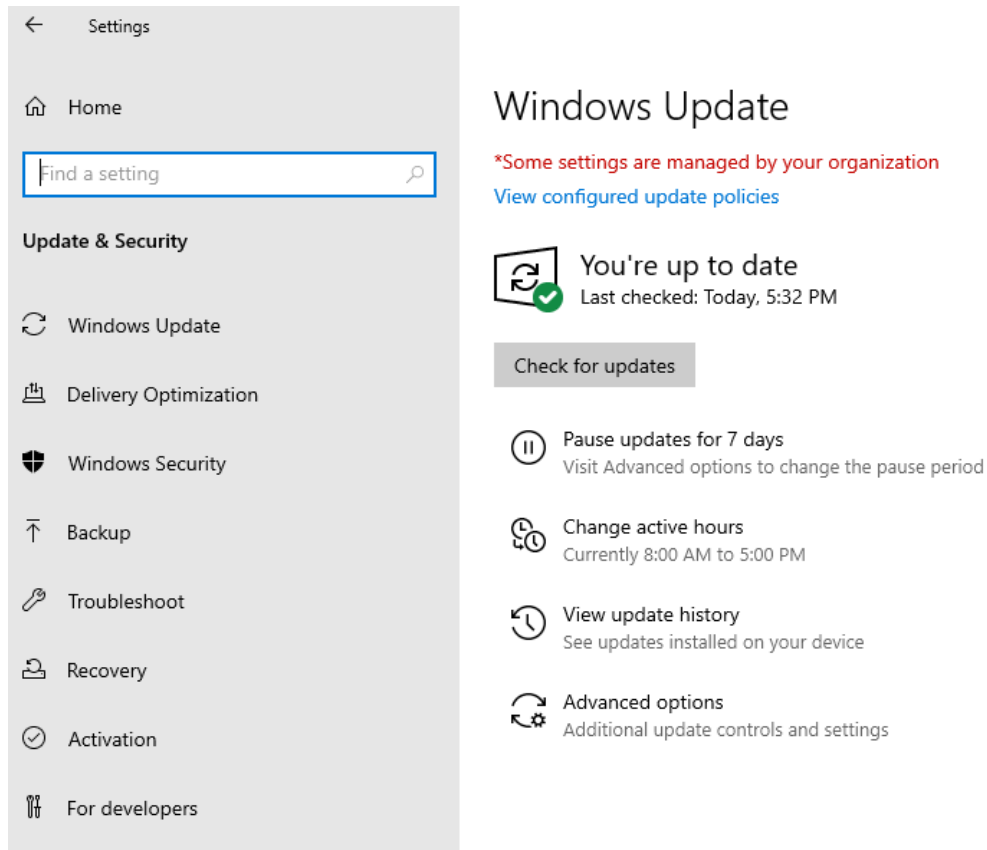 Settings
Home
Find a setting
Update & Security
Windows Update
Delivery Optimization
Windows Security
Backup
Troubleshoot
Recovery
Activation
For developers
Windows Update
*Some settings are managed by your organization
View configured update policies
You're up to date
Last checked: Today, 5:32 PM
Check for updates
Pause updates for 7 days
Visit Advanced options to change the pause period
Change active hours
Currently 8:00 AM to 5:00 PM
View update history
See updates installed on your device
Advanced options
Additional update controls and settings